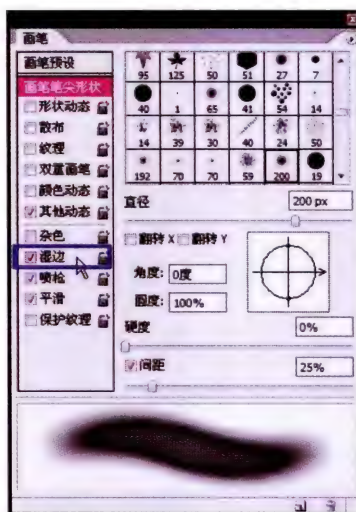 画笔
画笔预设
画笔笔尖形状
形状动态
散布
纹理
双重画笔
颜色动态
其他动态
杂色
湿边
喷枪
平滑
保护纹理
95 125 50 51 27 7
40 1 65 41 54 14
14 39 30 40 24 50
192 70 70 59 200 19
直径 200 px
翻转 X 翻转 Y
角度: 0度
圆度: 100%
硬度 0%
间距 25%